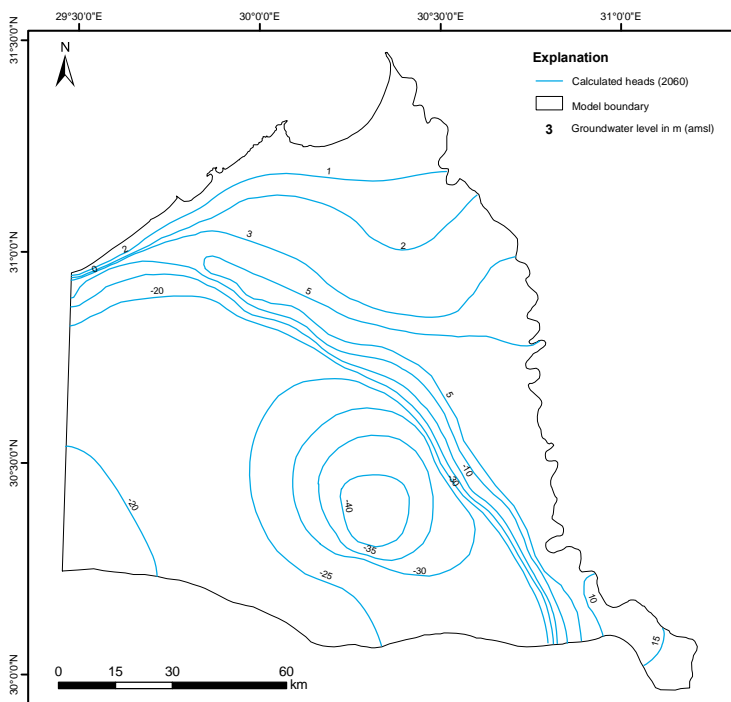 29°30'0"E 30°0'0"E 30°30'0"E 31°0'0"E
31°30'0"N
N
Explanation
Calculated heads (2060)
Model boundary
3 Groundwater level in m (amsl)
1
2
2
3
31°0'0"N
0
5
-20
5
30°30'0"N
-10
-30
-20
-40
-35
-30
-25
10
15
30°0'0"N
0 15 30 60
km